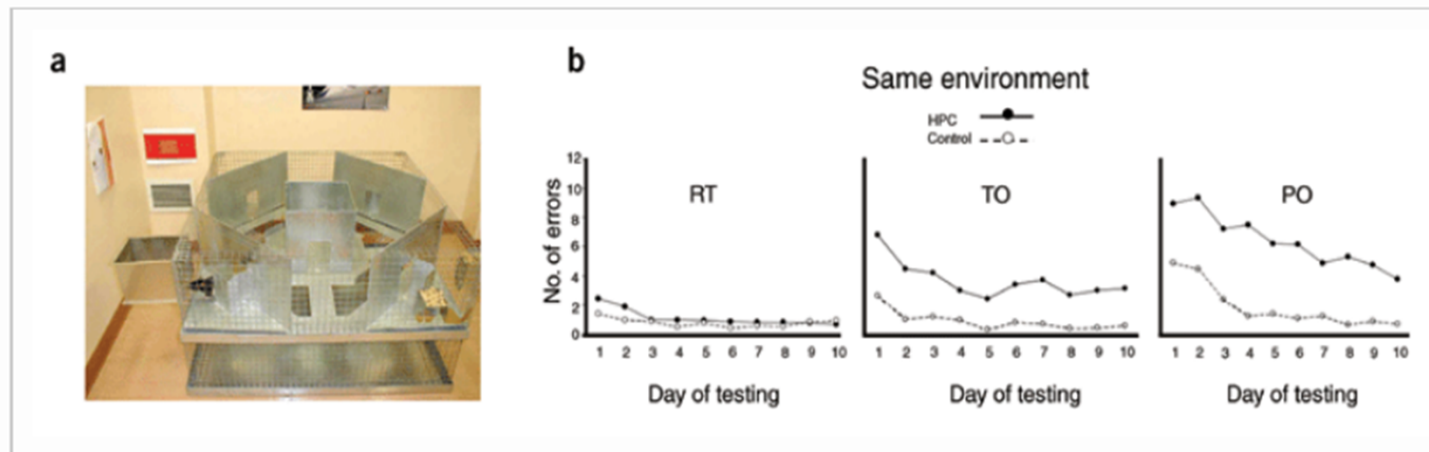 a
b
Same environment
HPC
Control
No. of errors
12
10
8
6
4
2
0
RT
1 2 3 4 5 6 7 8 9 10
Day of testing
TO
1 2 3 4 5 6 7 8 9 10
Day of testing
PO
1 2 3 4 5 6 7 8 9 10
Day of testing